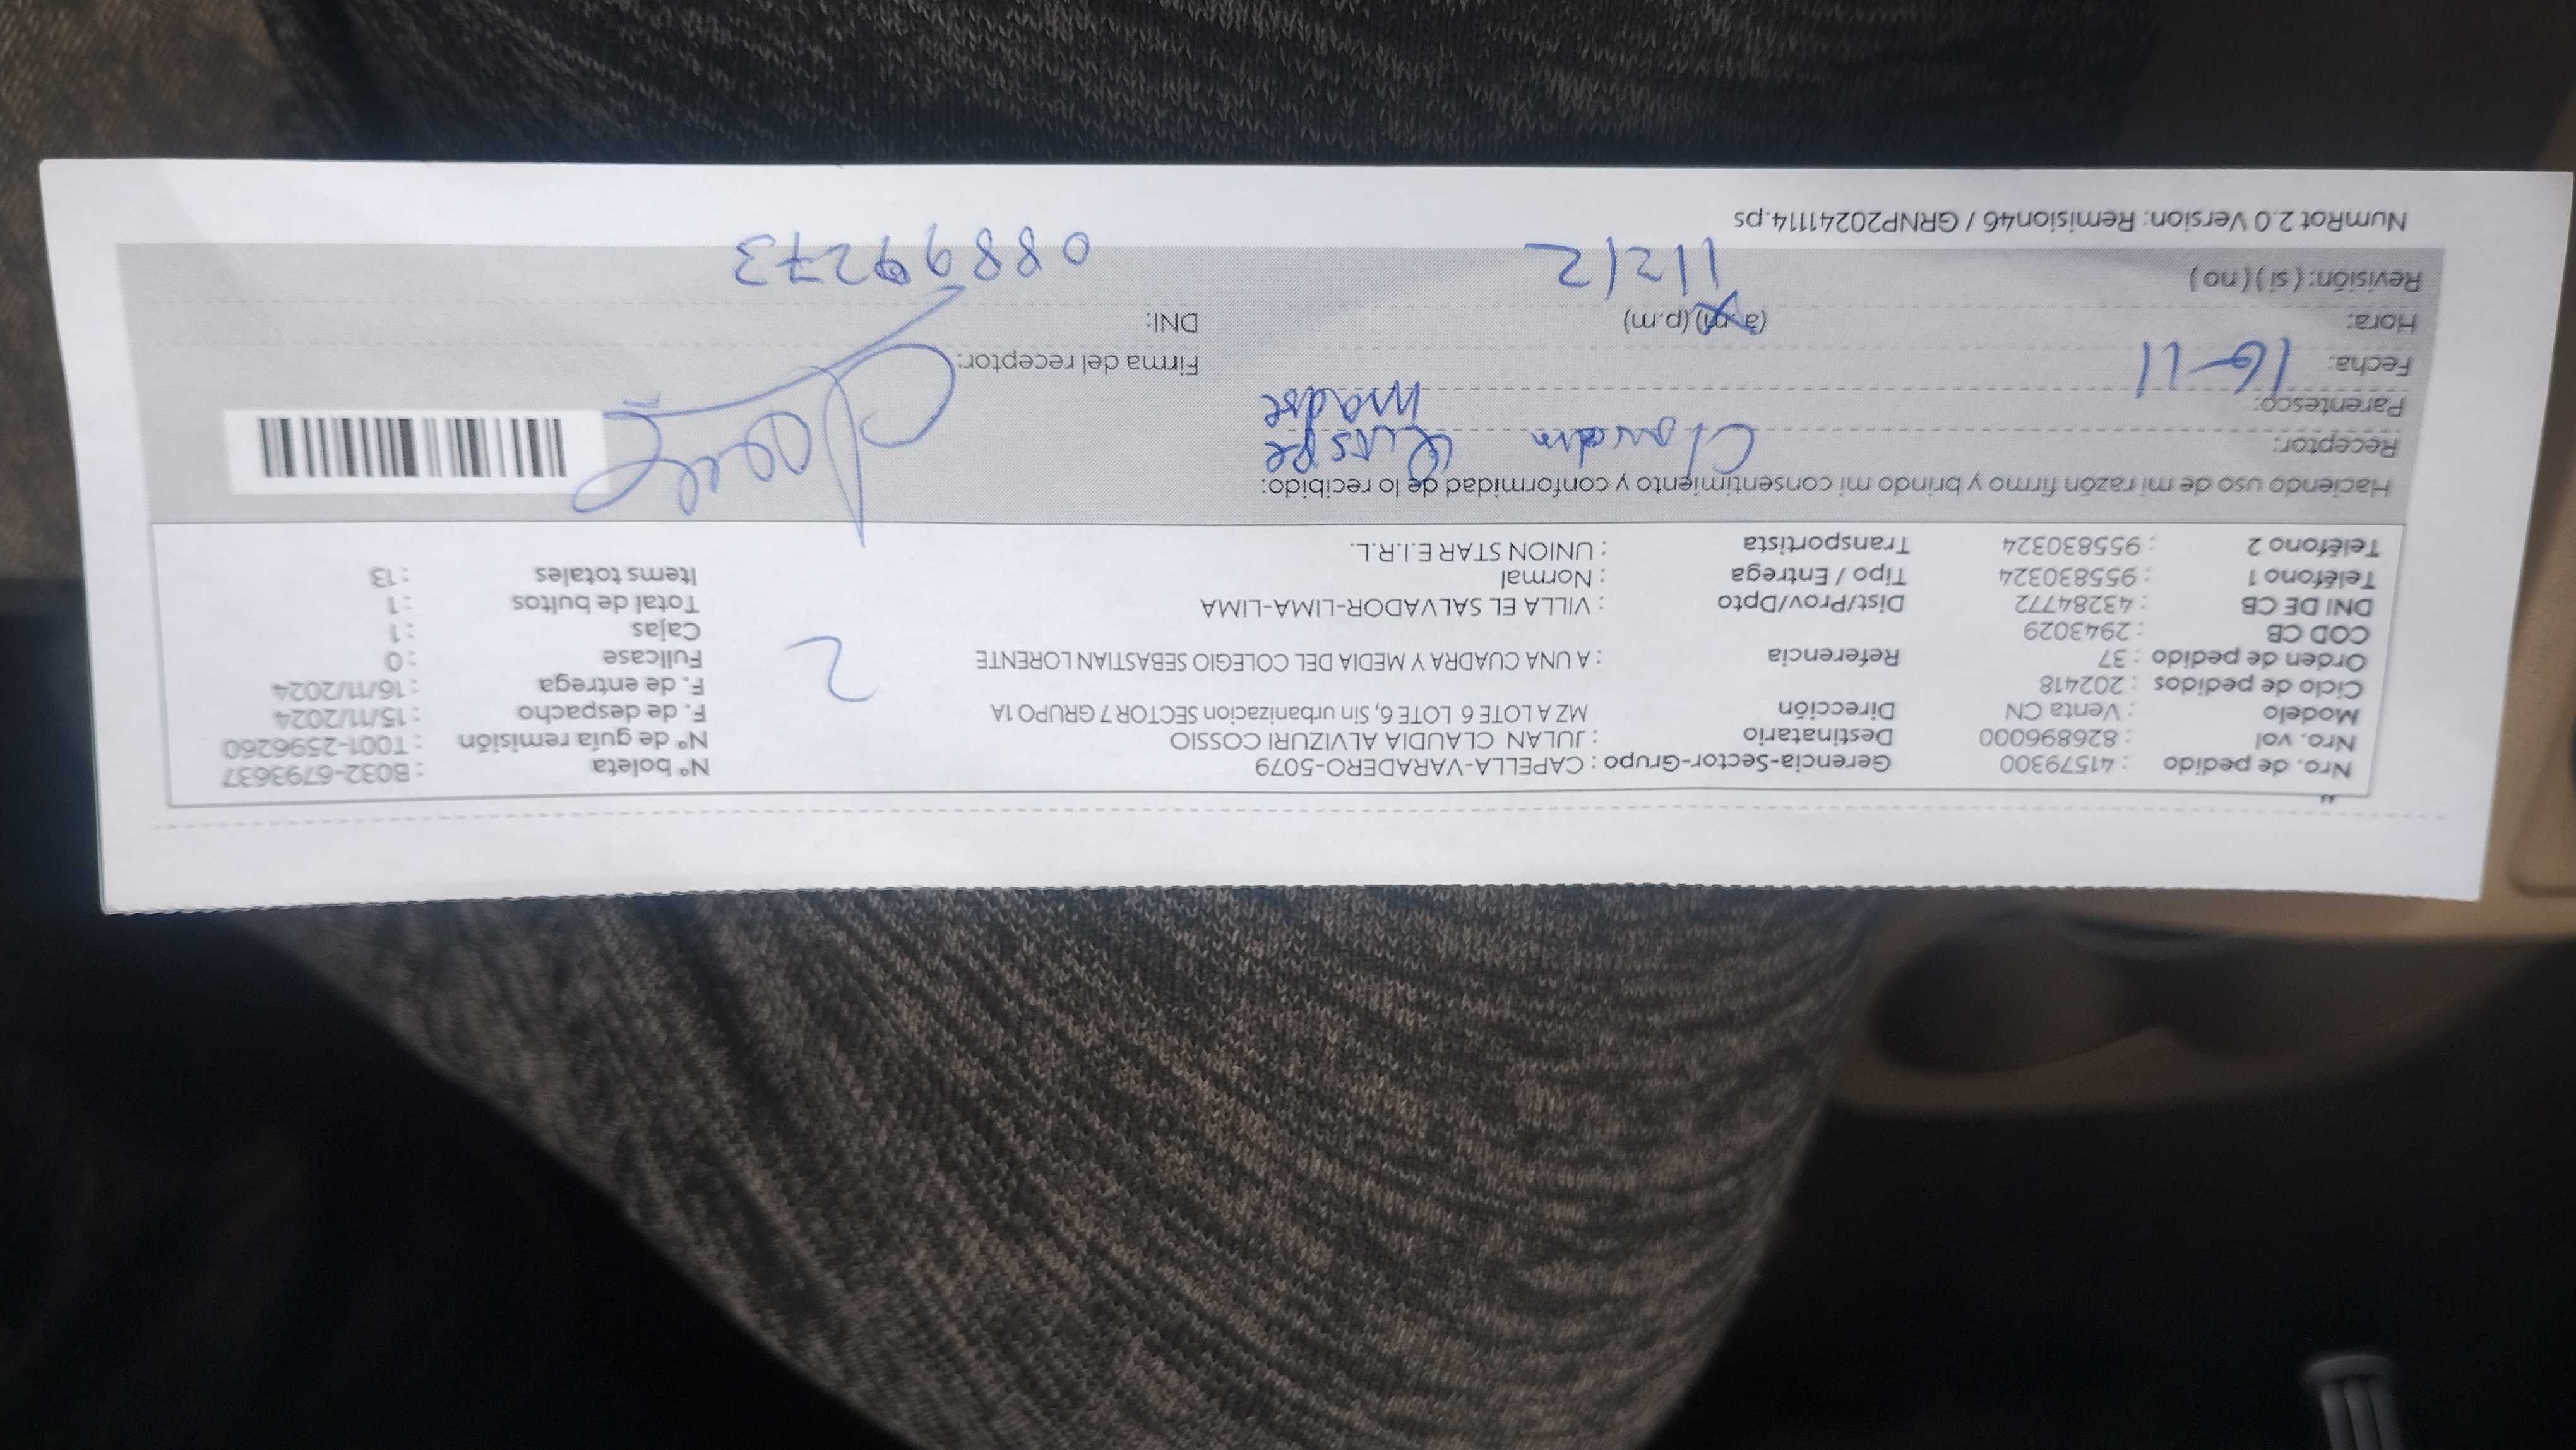 Nro. de pedido : 41579300 Gerencia-Sector-Grupo : CAPELLA-VARADERO-5079 Nº boleta : B032-6793637
Nro. vol : 826896000 Destinatario : JULAN CLAUDIA ALVIZURI COSSIO Nº de guía remisión : T001-2596260
Modelo : Venta CN Dirección MZ A LOTE 6 LOTE 6, Sin urbanizacion SECTOR 7 GRUPO 1A F. de despacho : 15/11/2024
Ciclo de pedidos : 202418 F. de entrega : 16/11/2024
Orden de pedido : 37 Referencia : A UNA CUADRA Y MEDIA DEL COLEGIO SEBASTIAN LORENTE 2 Fullcase : 0
COD CB : 2943029 Cajas : 1
DNI DE CB : 43284772 Dist/Prov/Dpto : VILLA EL SALVADOR-LIMA-LIMA Total de bultos : 1
Teléfono 1 : 955830324 Tipo / Entrega : Normal Items totales : 13
Teléfono 2 : 955830324 Transportista : UNION STAR E.I.R.L.
Haciendo uso de mi razón firmo y brindo mi consentimiento y conformidad de lo recibido:
Receptor: Quispe
Parentesco: madre
Fecha: 16-11 Firma del receptor:
Hora: (a.m) (p.m) DNI:
Revisión: ( si ) ( no ) 08899273
NumRot 2.0 Version: Remision46 / GRNP20241114.ps